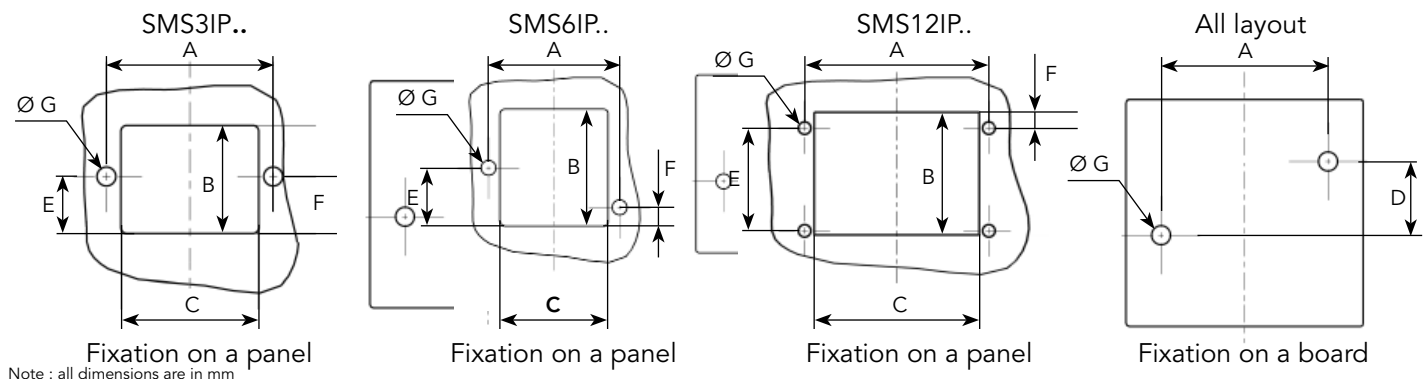 SMS3IP..
A
Ø G
B
E
F
C
Fixation on a panel
Note : all dimensions are in mm
SMS6IP..
A
Ø G
B
F
E
C
Fixation on a panel
SMS12IP..
A
F
Ø G
E
B
C
Fixation on a panel
All layout
A
Ø G
D
Fixation on a board